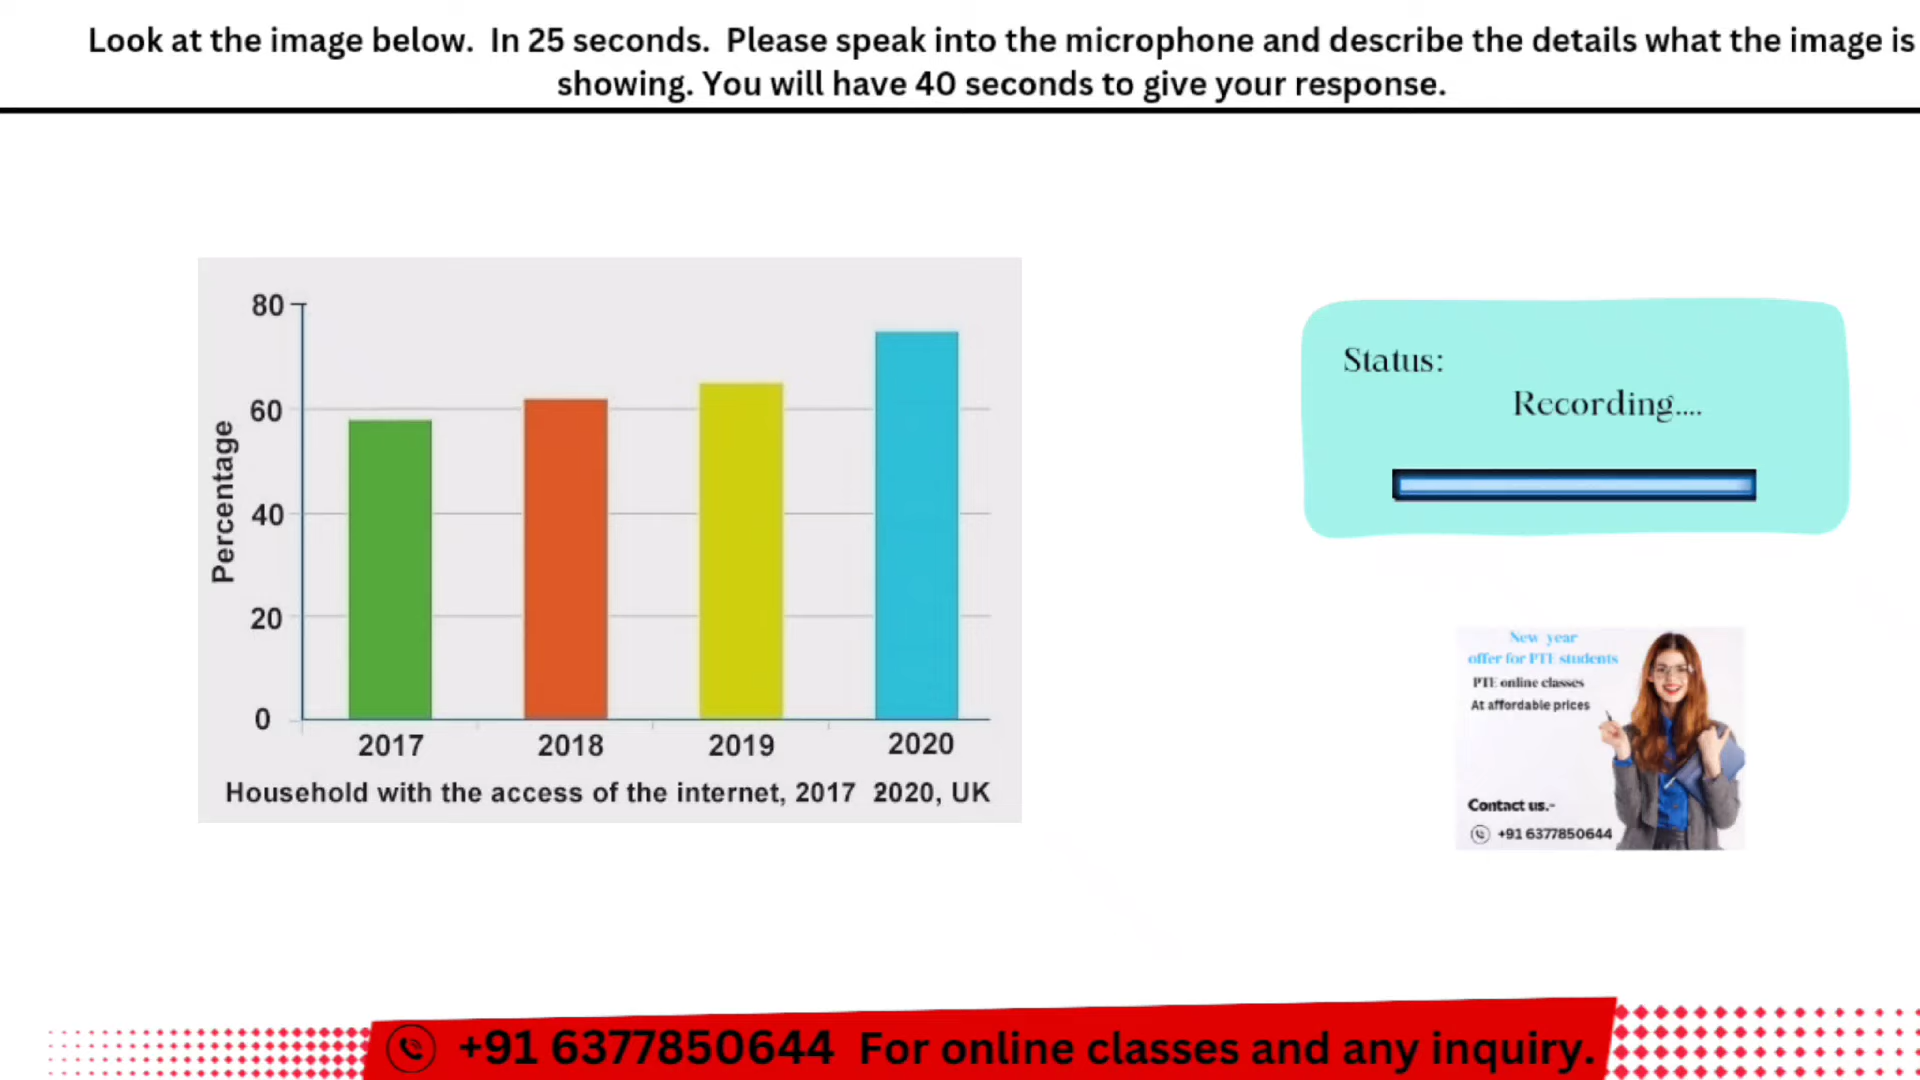 Look at the image below. In 25 seconds. Please speak into the microphone and describe the details what the image is
showing. You will have 40 seconds to give your response.
80
60
40
20
0
Percentage
2017 2018 2019 2020
Household with the access of the internet, 2017 2020, UK
Status:
Recording....
New year
offer for PTE students
PTE online classes
At affordable prices
Contact us.-
+91 6377850644
+91 6377850644 For online classes and any inquiry.